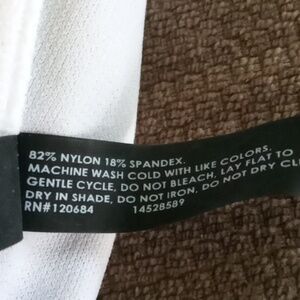 82% NYLON 18% SPANDEX.
MACHINE WASH COLD WITH LIKE COLORS.
GENTLE CYCLE, DO NOT BLEACH, LAY FLAT TO
DRY IN SHADE, DO NOT IRON, DO NOT DRY CLE
RN#120684 14528589